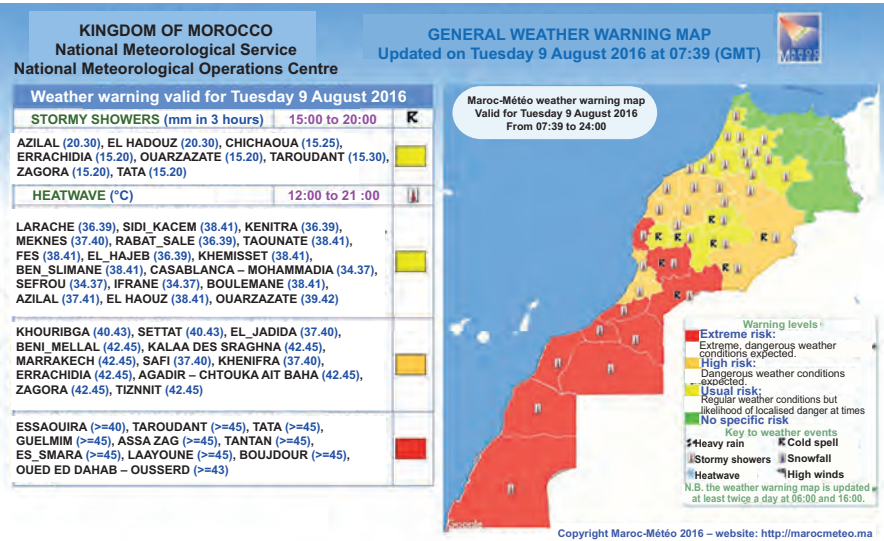 KINGDOM OF MOROCCO
National Meteorological Service
National Meteorological Operations Centre
GENERAL WEATHER WARNING MAP
Updated on Tuesday 9 August 2016 at 07:39 (GMT)
MAROC
METEO
Weather warning valid for Tuesday 9 August 2016
STORMY SHOWERS (mm in 3 hours) 15:00 to 20:00
AZILAL (20.30), EL HADOUZ (20.30), CHICHAOUA (15.25),
ERRACHIDIA (15.20), OUARZAZATE (15.20), TAROUDANT (15.30),
ZAGORA (15.20), TATA (15.20)
HEATWAVE (°C) 12:00 to 21 :00
LARACHE (36.39), SIDI_KACEM (38.41), KENITRA (36.39),
MEKNES (37.40), RABAT_SALE (36.39), TAOUNATE (38.41),
FES (38.41), EL_HAJEB (36.39), KHEMISSET (38.41),
BEN_SLIMANE (38.41), CASABLANCA – MOHAMMADIA (34.37),
SEFROU (34.37), IFRANE (34.37), BOULEMANE (38.41),
AZILAL (37.41), EL HAOUZ (38.41), OUARZAZATE (39.42)
KHOURIBGA (40.43), SETTAT (40.43), EL_JADIDA (37.40),
BENI_MELLAL (42.45), KALAA DES SRAGHNA (42.45),
MARRAKECH (42.45), SAFI (37.40), KHENIFRA (37.40),
ERRACHIDIA (42.45), AGADIR – CHTOUKA AIT BAHA (42.45),
ZAGORA (42.45), TIZNNIT (42.45)
ESSAOUIRA (>=40), TAROUDANT (>=45), TATA (>=45),
GUELMIM (>=45), ASSA ZAG (>=45), TANTAN (>=45),
ES_SMARA (>=45), LAAYOUNE (>=45), BOUJDOUR (>=45),
OUED ED DAHAB – OUSSERD (>=43)
Maroc-Météo weather warning map
Valid for Tuesday 9 August 2016
From 07:39 to 24:00
Warning levels
Extreme risk:
Extreme, dangerous weather
conditions expected.
High risk:
Dangerous weather conditions
expected.
Usual risk:
Regular weather conditions but
likelihood of localised danger at times
No specific risk
Key to weather events
Heavy rain Cold spell
Stormy showers Snowfall
Heatwave High winds
N.B. the weather warning map is updated
at least twice a day at 06:00 and 16:00.
Google
Copyright Maroc-Météo 2016 – website: http://marocmeteo.ma